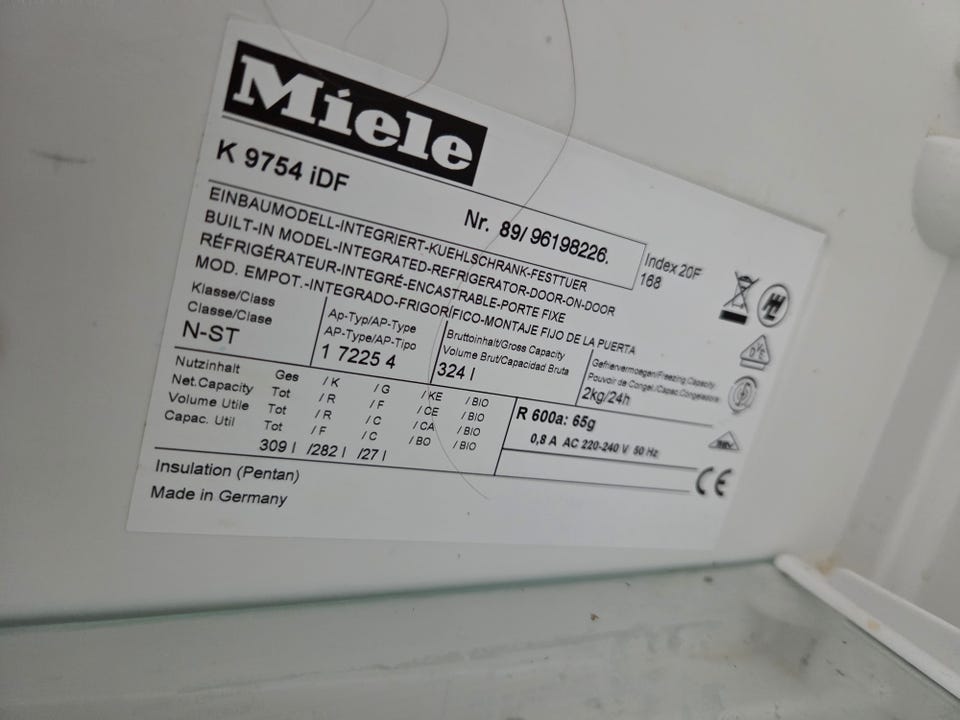 Miele
K 9754 iDF
Nr. 89/ 96198226.
Index 20F
168
EINBAUMODELL-INTEGRIERT-KUEHLSCHRANK-FESTTUER
BUILT-IN MODEL-INTEGRATED-REFRIGERATOR-DOOR-ON-DOOR
RÉFRIGÉRATEUR-INTEGRÉ-ENCASTRABLE-PORTE FIXE
MOD. EMPOT.-INTEGRADO-FRIGORÍFICO-MONTAJE FIJO DE LA PUERTA
Klasse/Class
Classe/Clase
N-ST
Ap-Typ/AP-Type
AP-Type/AP-Tipo
1 7225 4
Bruttoinhalt/Gross Capacity
Volume Brut/Capacidad Bruta
324 l
Gefriervermoegen/Freezing Capacity
Pouvoir de Congel./Capac.Congeladora
2kg/24h
Nutzinhalt Ges / K / G / KE / BIO
Net.Capacity Tot / R / F / CE / BIO
Volume Utile Tot / R / C / CA / BIO
Capac. Util Tot / F / C / BO / BIO
309 l /282 l /27 l
R 600a: 65g
0,8 A AC 220-240 V 50 Hz
Insulation (Pentan)
Made in Germany
CE